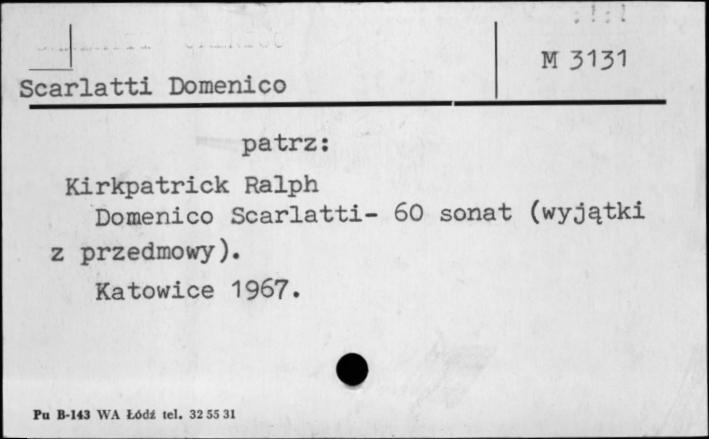 M 3131
Scarlatti Domenico
patrz:
Kirkpatrick Ralph
Domenico Scarlatti- 60 sonat (wyjątki
z przedmowy).
Katowice 1967.
Pu B-143 WA Łódź tel. 32 55 31